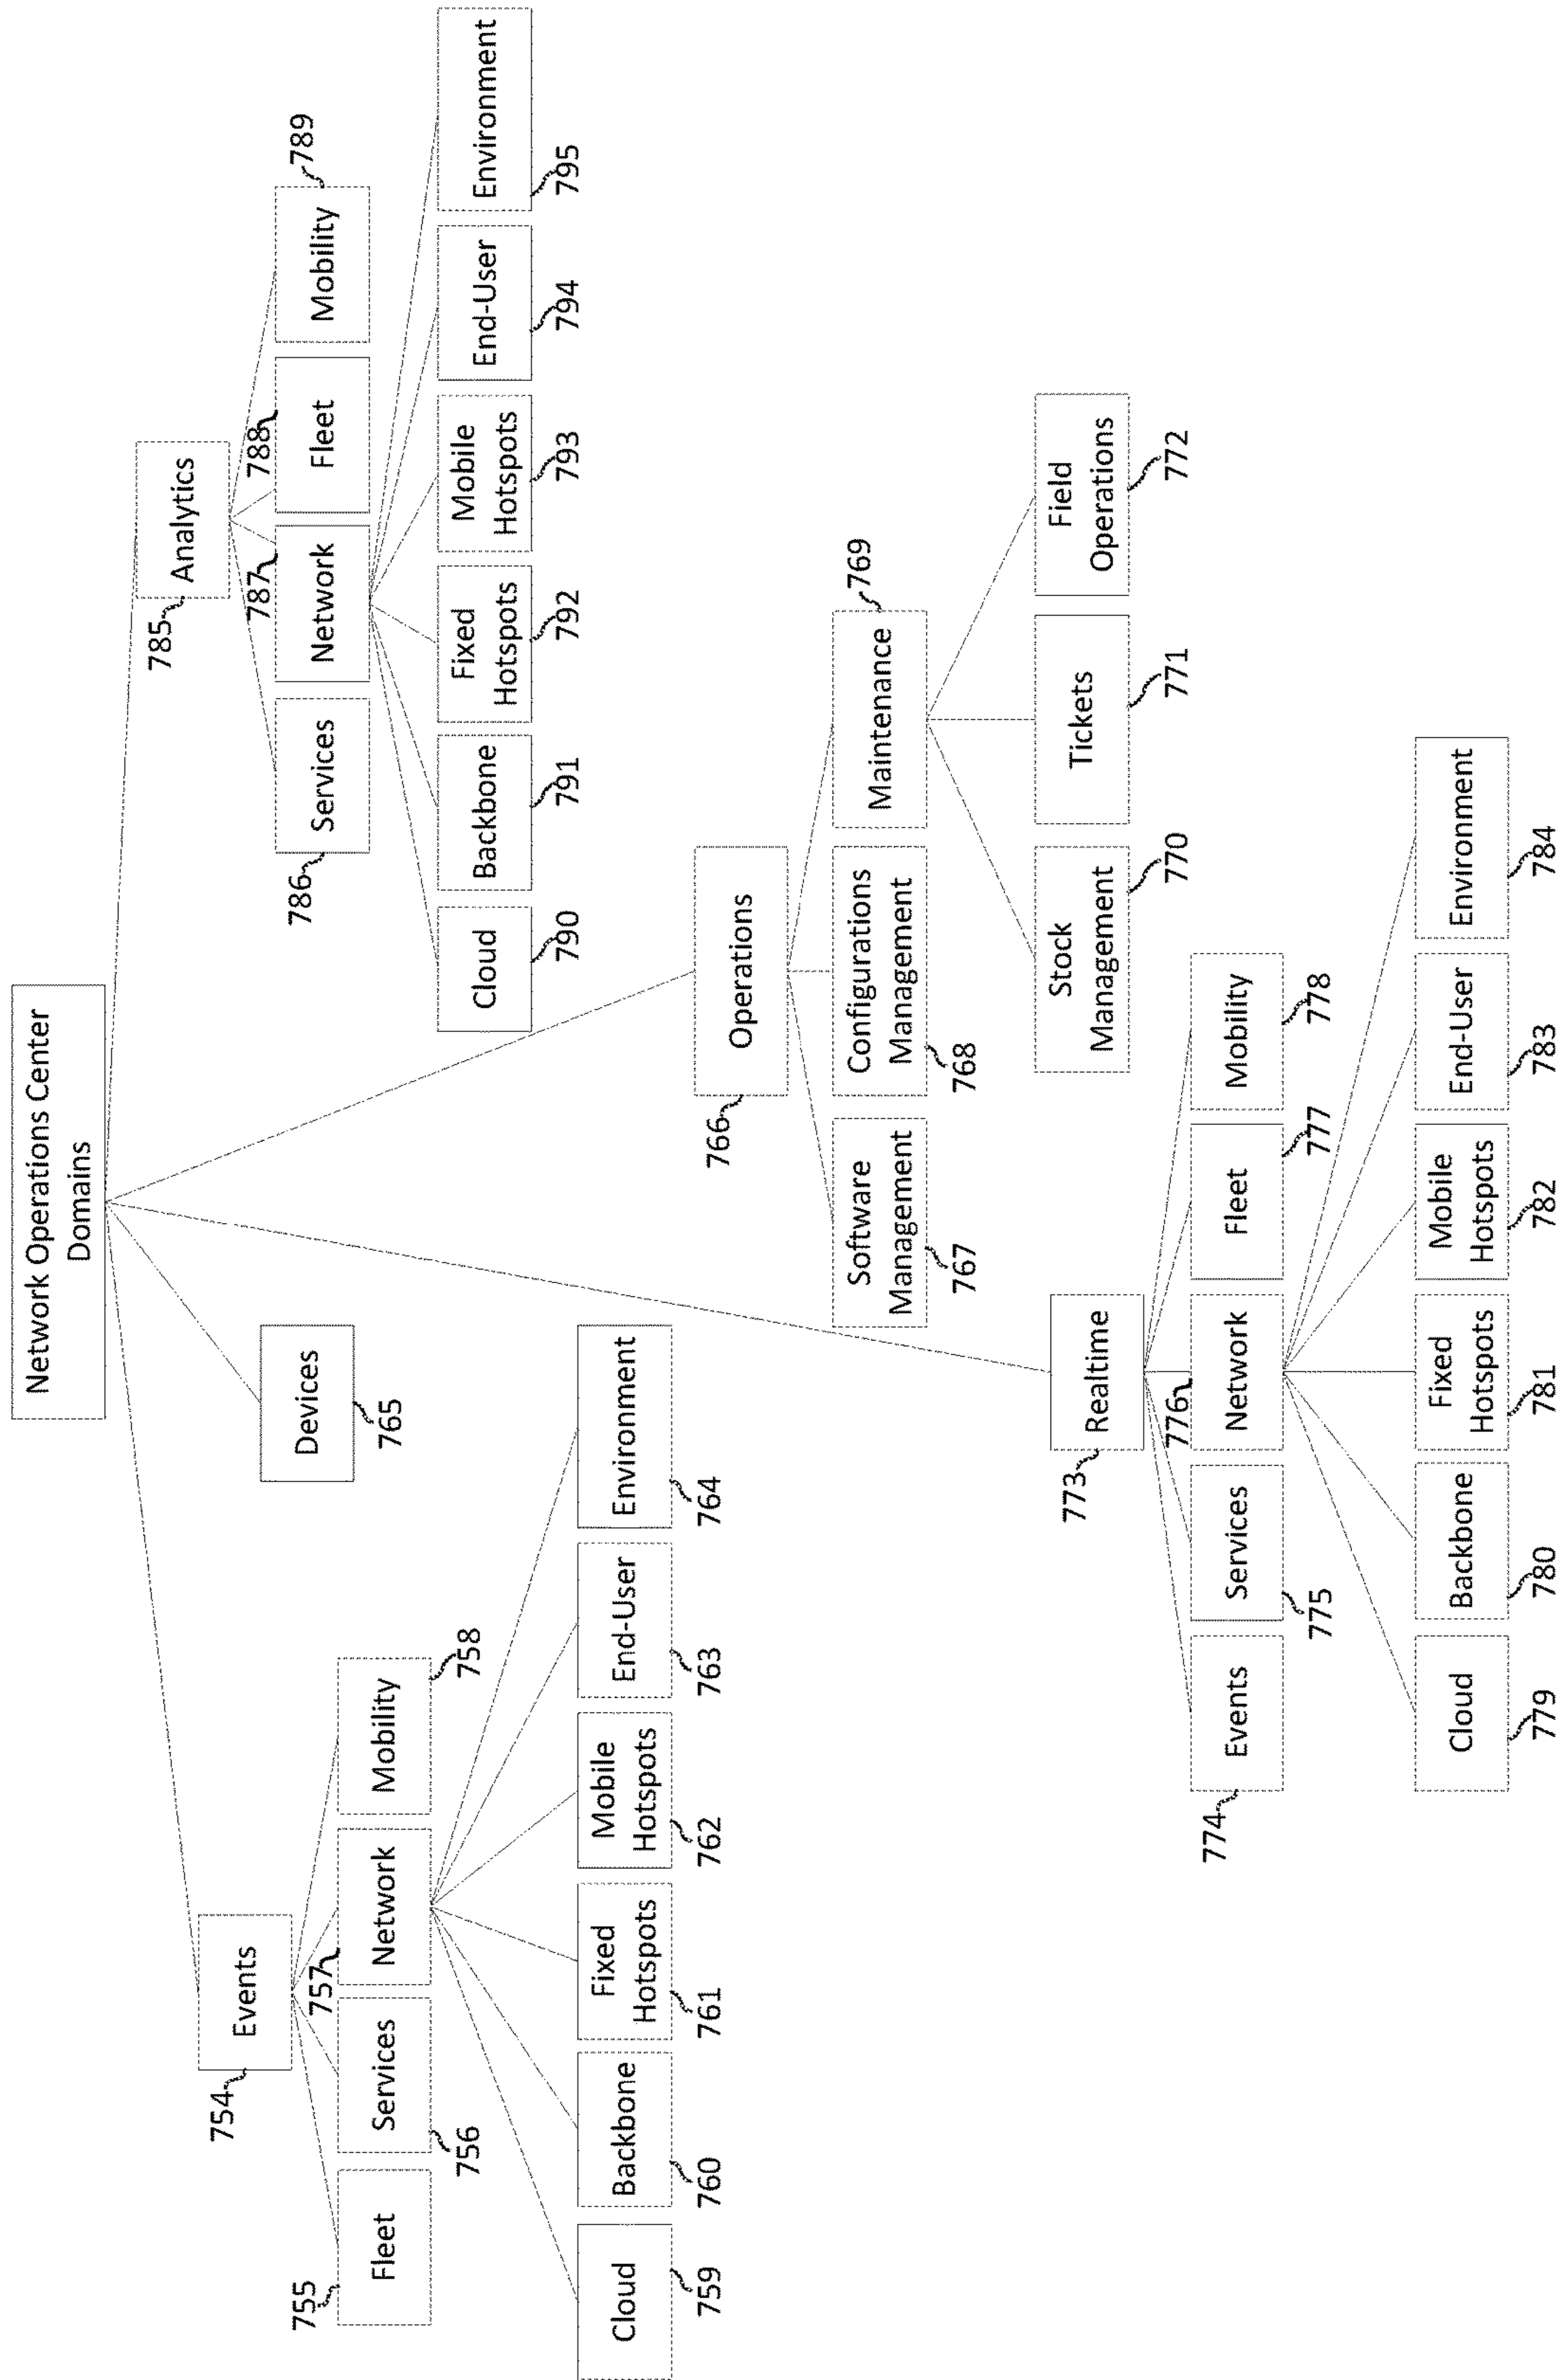 Network Operations Center
Domains
Events
754
Fleet
755
Services
756
Network
757
Mobility
758
Cloud
759
Backbone
760
Fixed
Hotspots
761
Mobile
Hotspots
762
End-User
763
Environment
764
Devices
765
Operations
766
Software
Management
767
Configurations
Management
768
Maintenance
769
Stock
Management
770
Tickets
771
Field
Operations
772
Realtime
773
Events
774
Services
775
Network
776
Fleet
777
Mobility
778
Cloud
779
Backbone
780
Fixed
Hotspots
781
Mobile
Hotspots
782
End-User
783
Environment
784
Analytics
785
Services
786
Network
787
Fleet
788
Mobility
789
Cloud
790
Backbone
791
Fixed
Hotspots
792
Mobile
Hotspots
793
End-User
794
Environment
795